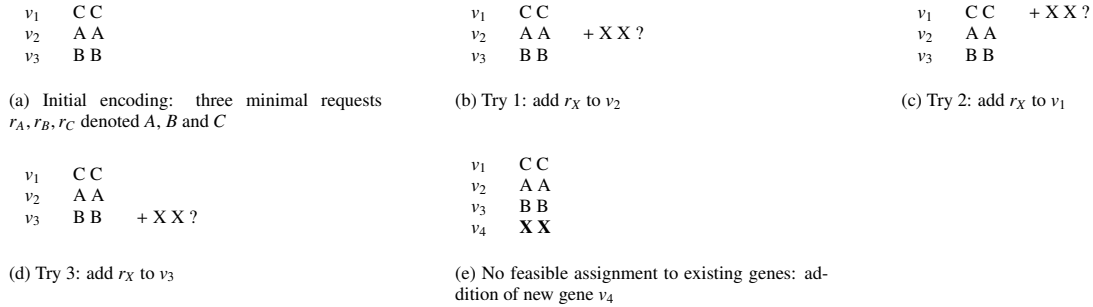 v1 C C
v2 A A
v3 B B
(a) Initial encoding: three minimal requests
rA, rB, rC denoted A, B and C
v1 C C
v2 A A + X X ?
v3 B B
(b) Try 1: add rX to v2
v1 C C + X X ?
v2 A A
v3 B B
(c) Try 2: add rX to v1
v1 C C
v2 A A
v3 B B + X X ?
(d) Try 3: add rX to v3
v1 C C
v2 A A
v3 B B
v4 X X
(e) No feasible assignment to existing genes: ad-
dition of new gene v4